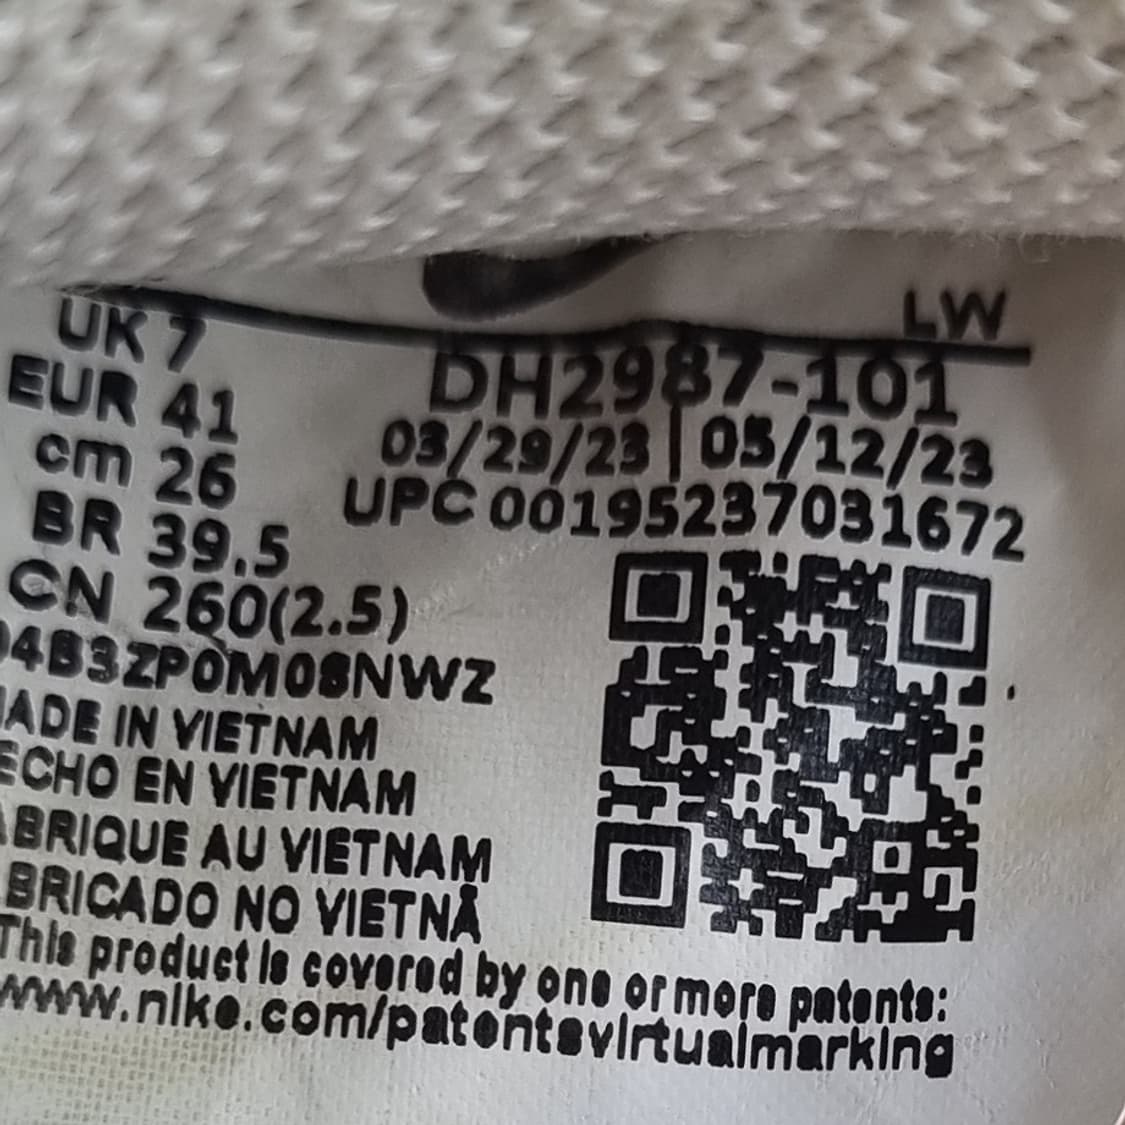 LW
UK 7
DH2987-101
EUR 41
03/29/23 | 05/12/23
cm 26
UPC 00195237031672
BR 39.5
CN 260(2.5)
04B3ZP0M08NWZ
ADE IN VIETNAM
ECHO EN VIETNAM
ABRIQUE AU VIETNAM
BRICADO NO VIETNÃ
This product is covered by one or more patents:
www.nike.com/patentsvirtualmarking